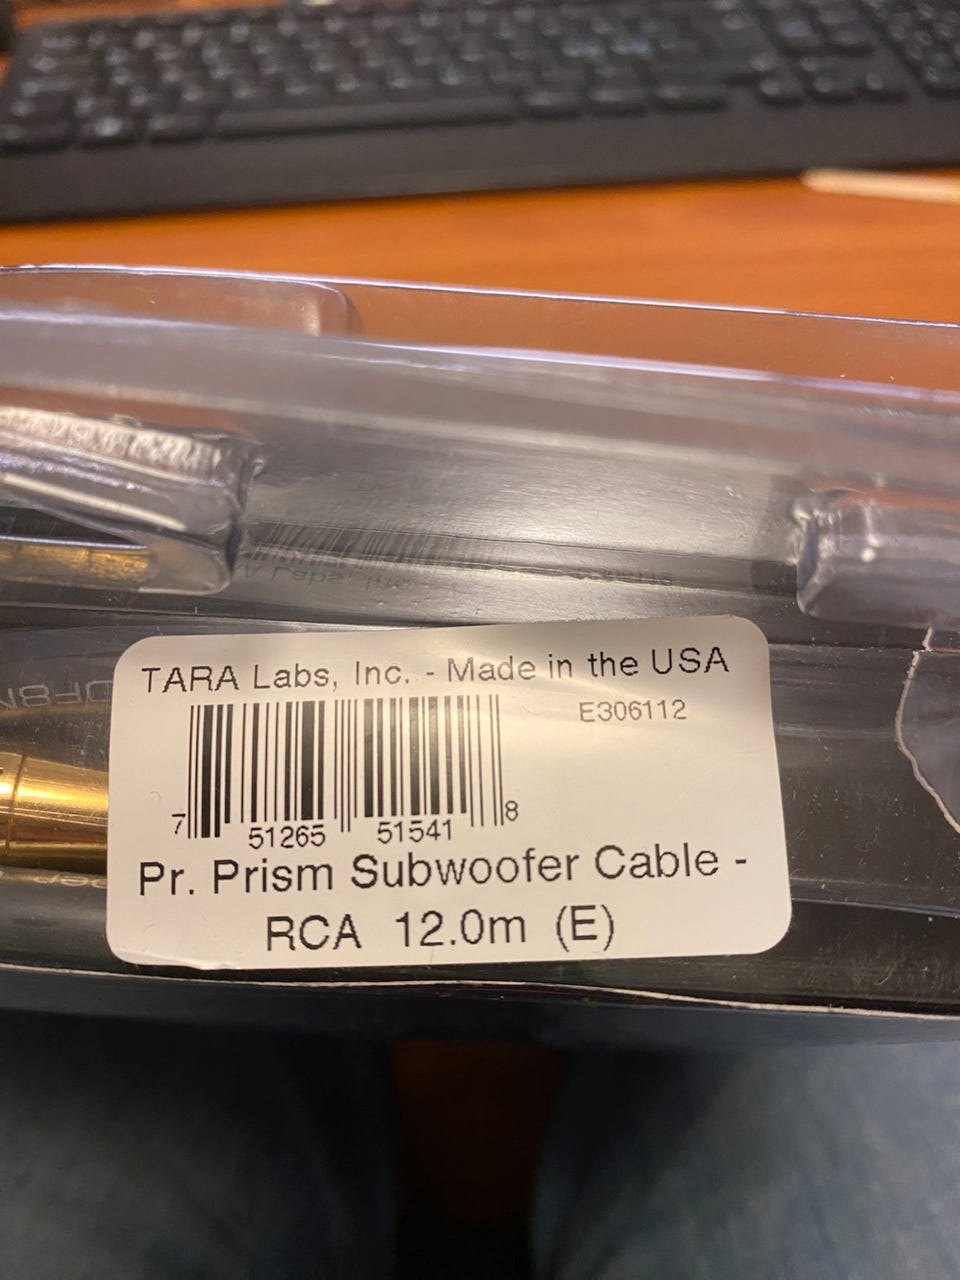 TARA Labs, Inc. - Made in the USA
E306112
7 51265 51541 8
Pr. Prism Subwoofer Cable -
RCA 12.0m (E)